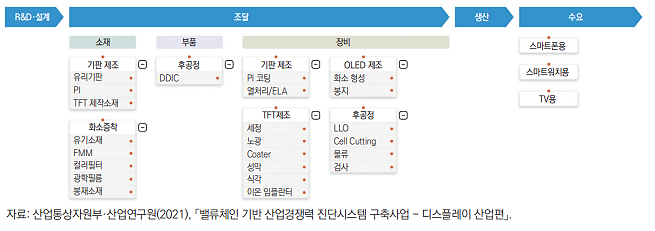 R&D·설계
조달
생산
수요
소재
부품
장비
기판 제조
유리기판
PI
TFT 제작소재
화소증착
유기소재
FMM
컬러필터
광학필름
봉재소재
후공정
DDIC
기판 제조
PI 코팅
열처리/ELA
TFT제조
세정
노광
Coater
성막
식각
이온 임플란터
OLED 제조
화소 형성
봉지
후공정
LLO
Cell Cutting
물류
검사
스마트폰용
스마트워치용
TV용
자료: 산업통상자원부·산업연구원(2021), 「밸류체인 기반 산업경쟁력 진단시스템 구축사업 – 디스플레이 산업편」.